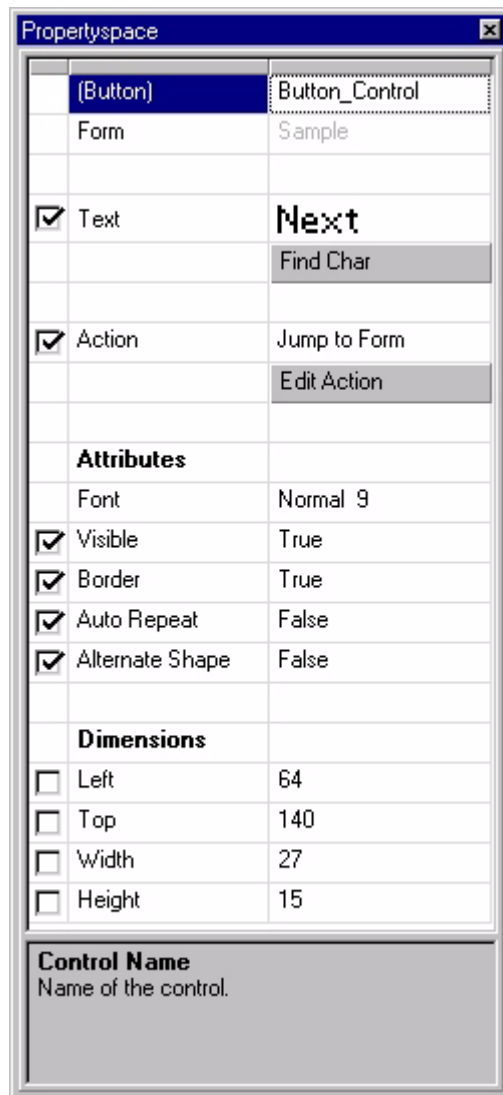 Propertyspace
(Button) Button_Control
Form Sample
Text Next
Find Char
Action Jump to Form
Edit Action
Attributes
Font Normal 9
Visible True
Border True
Auto Repeat False
Alternate Shape False
Dimensions
Left 64
Top 140
Width 27
Height 15
Control Name
Name of the control.